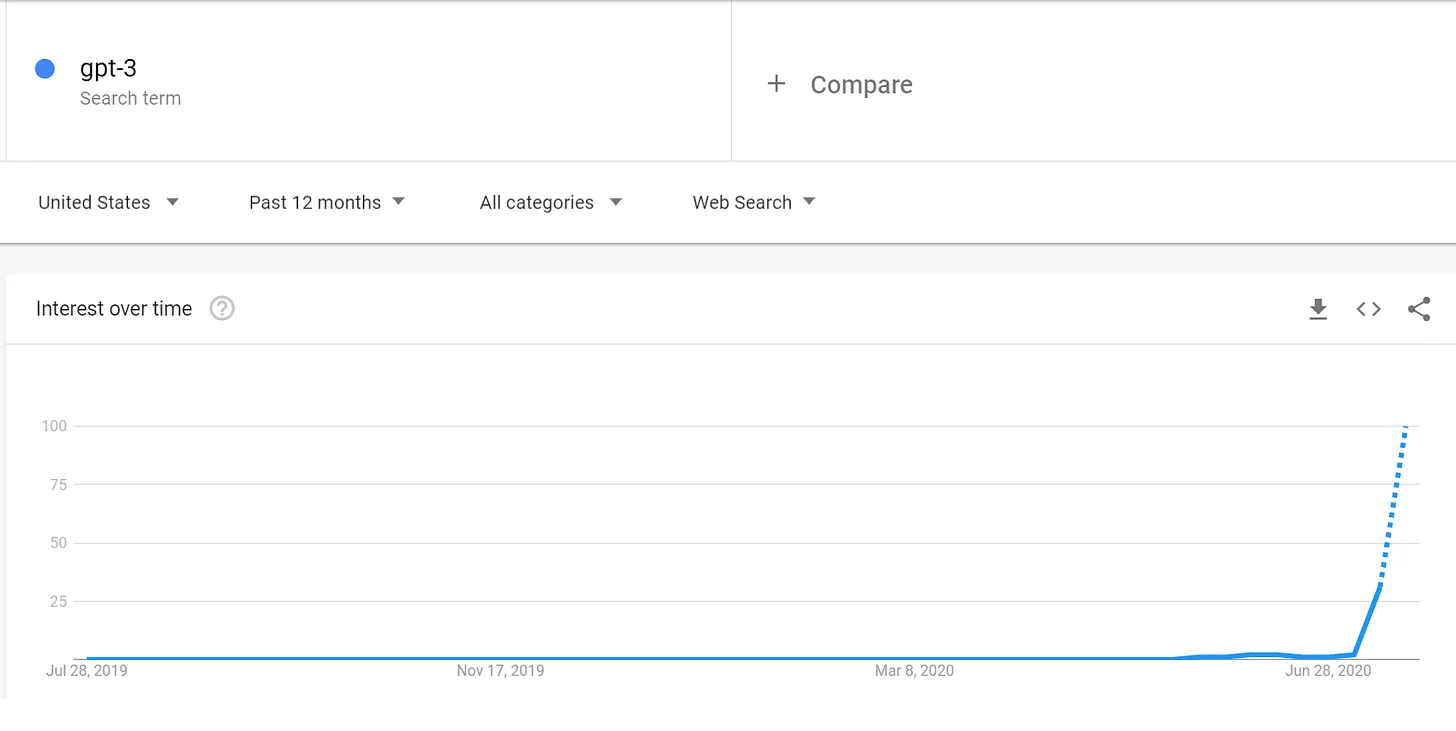 gpt-3
Search term
+ Compare
United States
Past 12 months
All categories
Web Search
Interest over time ?
100
75
50
25
Jul 28, 2019
Nov 17, 2019
Mar 8, 2020
Jun 28, 2020